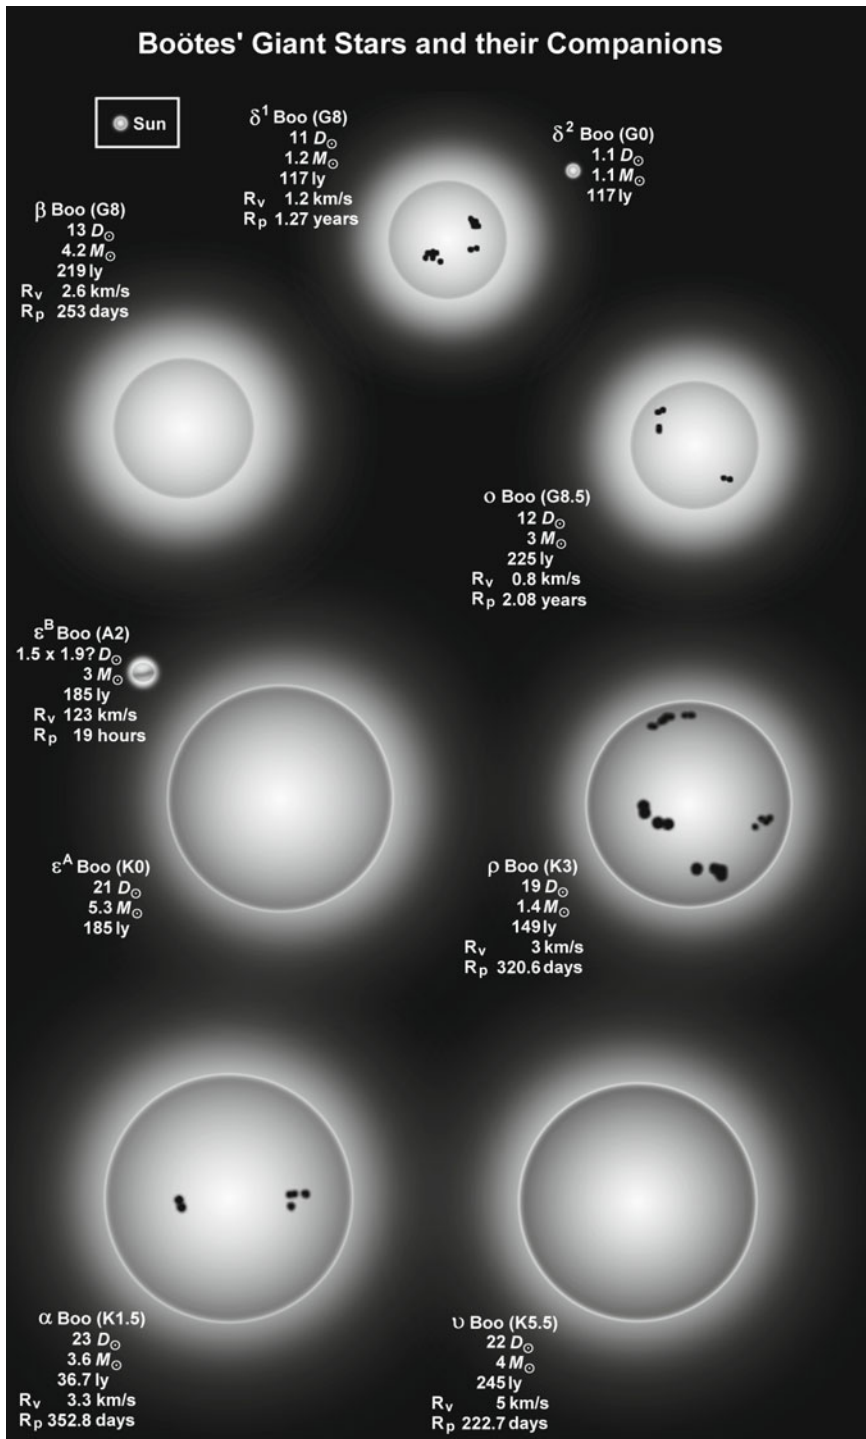 Boötes' Giant Stars and their Companions
Sun
δ¹ Boo (G8)
11 D☉
1.2 M☉
117 ly
Rᵥ 1.2 km/s
Rₚ 1.27 years
δ² Boo (G0)
1.1 D☉
1.1 M☉
117 ly
β Boo (G8)
13 D☉
4.2 M☉
219 ly
Rᵥ 2.6 km/s
Rₚ 253 days
ο Boo (G8.5)
12 D☉
3 M☉
225 ly
Rᵥ 0.8 km/s
Rₚ 2.08 years
εᴮ Boo (A2)
1.5 x 1.9? D☉
3 M☉
185 ly
Rᵥ 123 km/s
Rₚ 19 hours
εᴬ Boo (K0)
21 D☉
5.3 M☉
185 ly
ρ Boo (K3)
19 D☉
1.4 M☉
149 ly
Rᵥ 3 km/s
Rₚ 320.6 days
α Boo (K1.5)
23 D☉
3.6 M☉
36.7 ly
Rᵥ 3.3 km/s
Rₚ 352.8 days
υ Boo (K5.5)
22 D☉
4 M☉
245 ly
Rᵥ 5 km/s
Rₚ 222.7 days